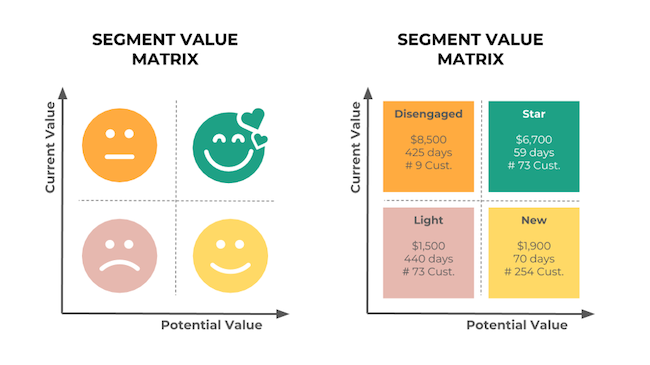 SEGMENT VALUE
MATRIX
Current Value
Potential Value
SEGMENT VALUE
MATRIX
Current Value
Disengaged
$8,500
425 days
# 9 Cust.
Star
$6,700
59 days
# 73 Cust.
Light
$1,500
440 days
# 73 Cust.
New
$1,900
70 days
# 254 Cust.
Potential Value